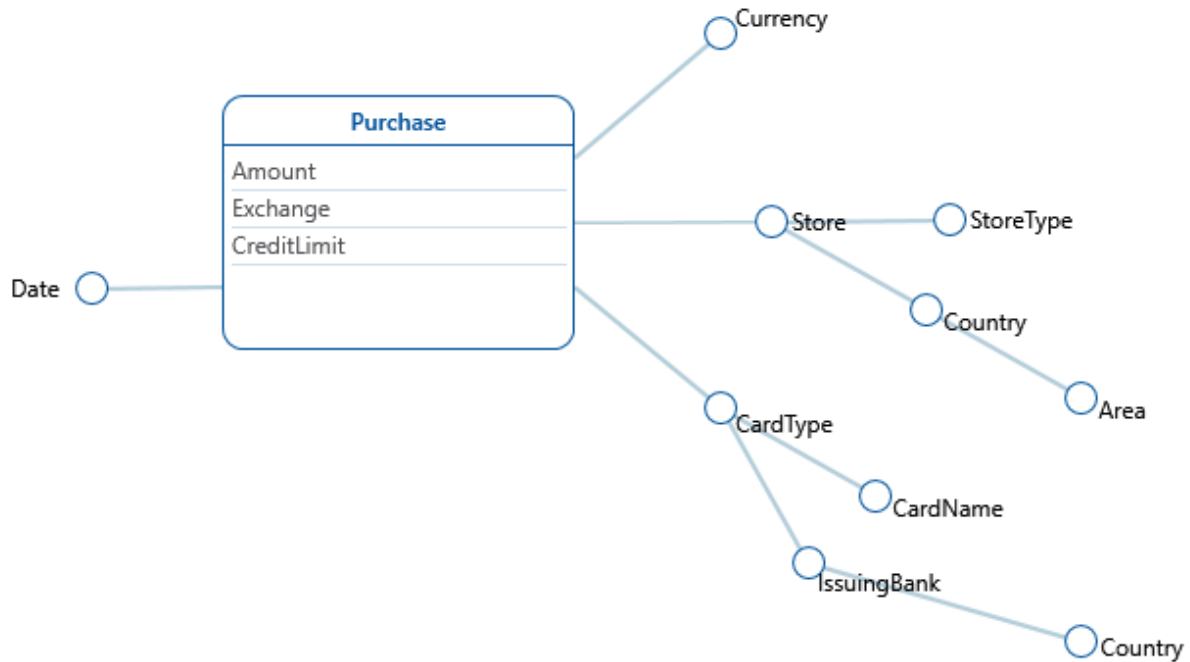 Currency
Purchase
Amount
Exchange
CreditLimit
Store
StoreType
Date
Country
Area
CardType
CardName
IssuingBank
Country